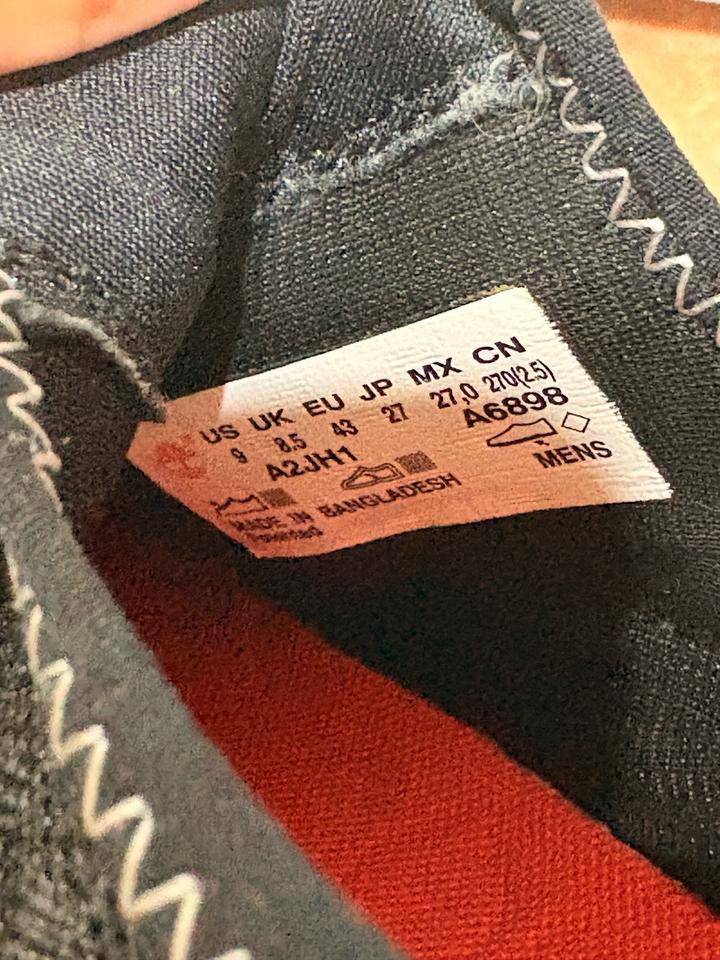 US UK EU JP MX CN
9 8.5 43 27 27,0 270(2.5)
A2JH1 A6898
MENS
MADE IN BANGLADESH